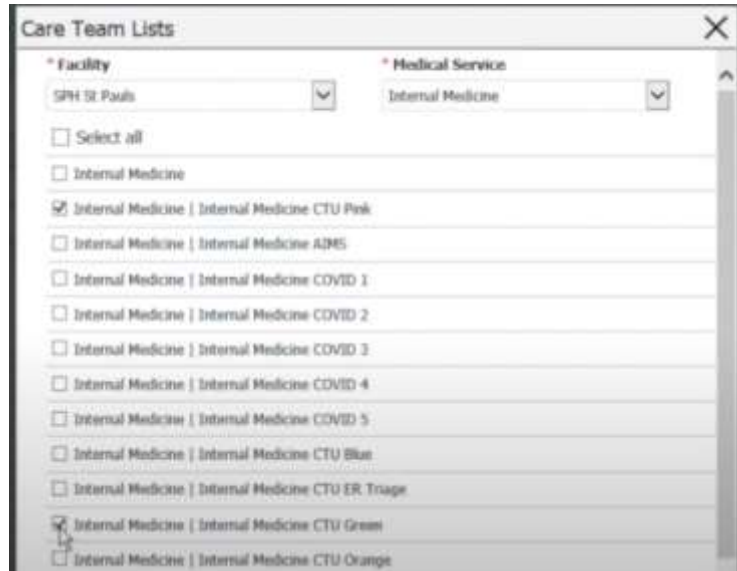 Care Team Lists
* Facility * Medical Service
SPH St Pauls Internal Medicine
Select all
Internal Medicine
Internal Medicine | Internal Medicine CTU Pink
Internal Medicine | Internal Medicine AIMS
Internal Medicine | Internal Medicine COVID 1
Internal Medicine | Internal Medicine COVID 2
Internal Medicine | Internal Medicine COVID 3
Internal Medicine | Internal Medicine COVID 4
Internal Medicine | Internal Medicine COVID 5
Internal Medicine | Internal Medicine CTU Blue
Internal Medicine | Internal Medicine CTU ER Triage
Internal Medicine | Internal Medicine CTU Green
Internal Medicine | Internal Medicine CTU Orange